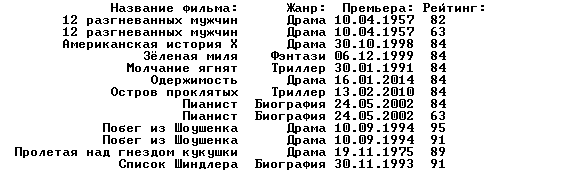 Название фильма: Жанр: Премьера: Рейтинг:
12 разгневанных мужчин Драма 10.04.1957 82
12 разгневанных мужчин Драма 10.04.1957 63
Американская история X Драма 30.10.1998 84
Зёленая миля Фэнтази 06.12.1999 84
Молчание ягнят Триллер 30.01.1991 84
Одержимость Драма 16.01.2014 84
Остров проклятых Триллер 13.02.2010 84
Пианист Биография 24.05.2002 84
Пианист Биография 24.05.2002 63
Побег из Шоушенка Драма 10.09.1994 95
Побег из Шоушенка Драма 10.09.1994 91
Пролетая над гнездом кукушки Драма 19.11.1975 89
Список Шиндлера Биография 30.11.1993 91